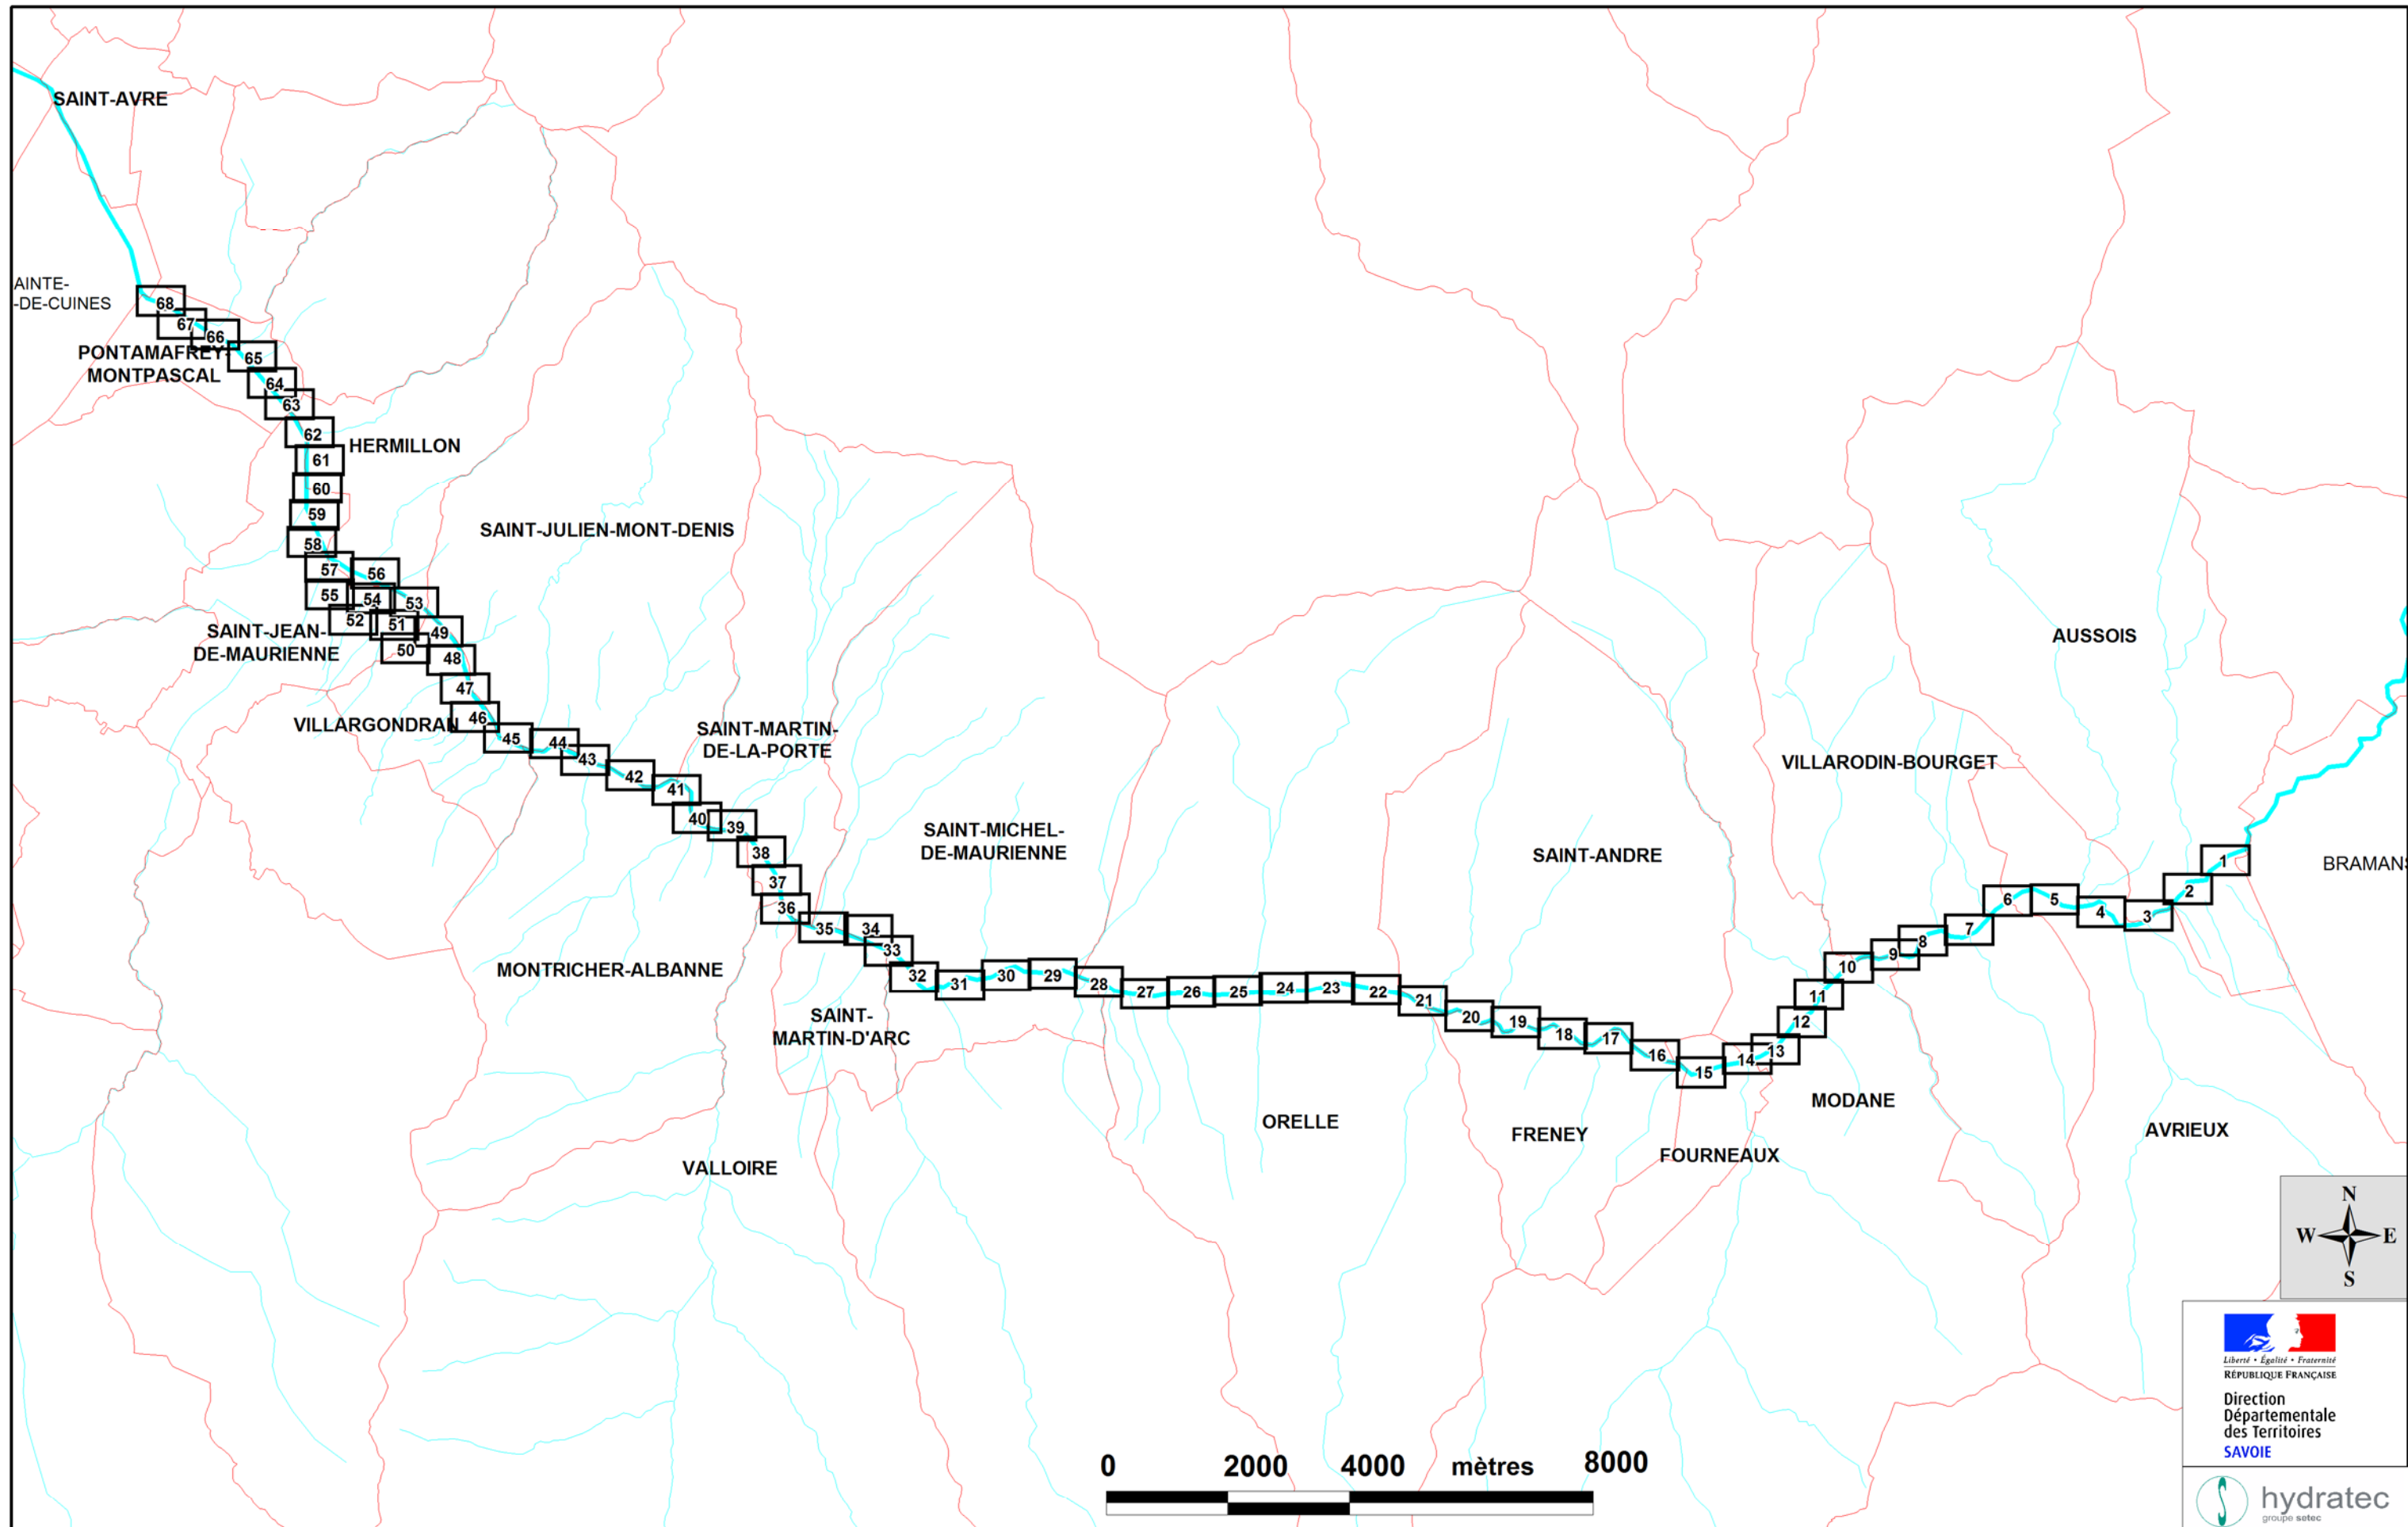 SAINT-AVRE
AINTE-
-DE-CUINES
68
67
66
PONTAMAFREY-
MONTPASCAL
65
64
63
62
HERMILLON
61
60
59
SAINT-JULIEN-MONT-DENIS
58
57
56
55
54
53
52
51
49
SAINT-JEAN-
DE-MAURIENNE
50
48
47
46
VILLARGONDRAN
45
44
43
42
41
40
39
SAINT-MARTIN-
DE-LA-PORTE
38
37
36
35
34
33
32
31
30
29
28
27
26
25
24
23
22
21
20
19
18
17
16
15
14
13
12
11
10
9
8
7
6
5
4
3
2
1
SAINT-MICHEL-
DE-MAURIENNE
SAINT-ANDRE
VILLARODIN-BOURGET
AUSSOIS
BRAMANS
MONTRICHER-ALBANNE
SAINT-
MARTIN-D'ARC
VALLOIRE
ORELLE
FRENEY
FOURNEAUX
MODANE
AVRIEUX
N
W E
S
Liberté • Égalité • Fraternité
RÉPUBLIQUE FRANÇAISE
Direction
Départementale
des Territoires
SAVOIE
0 2000 4000 mètres 8000
hydratec
groupe setec